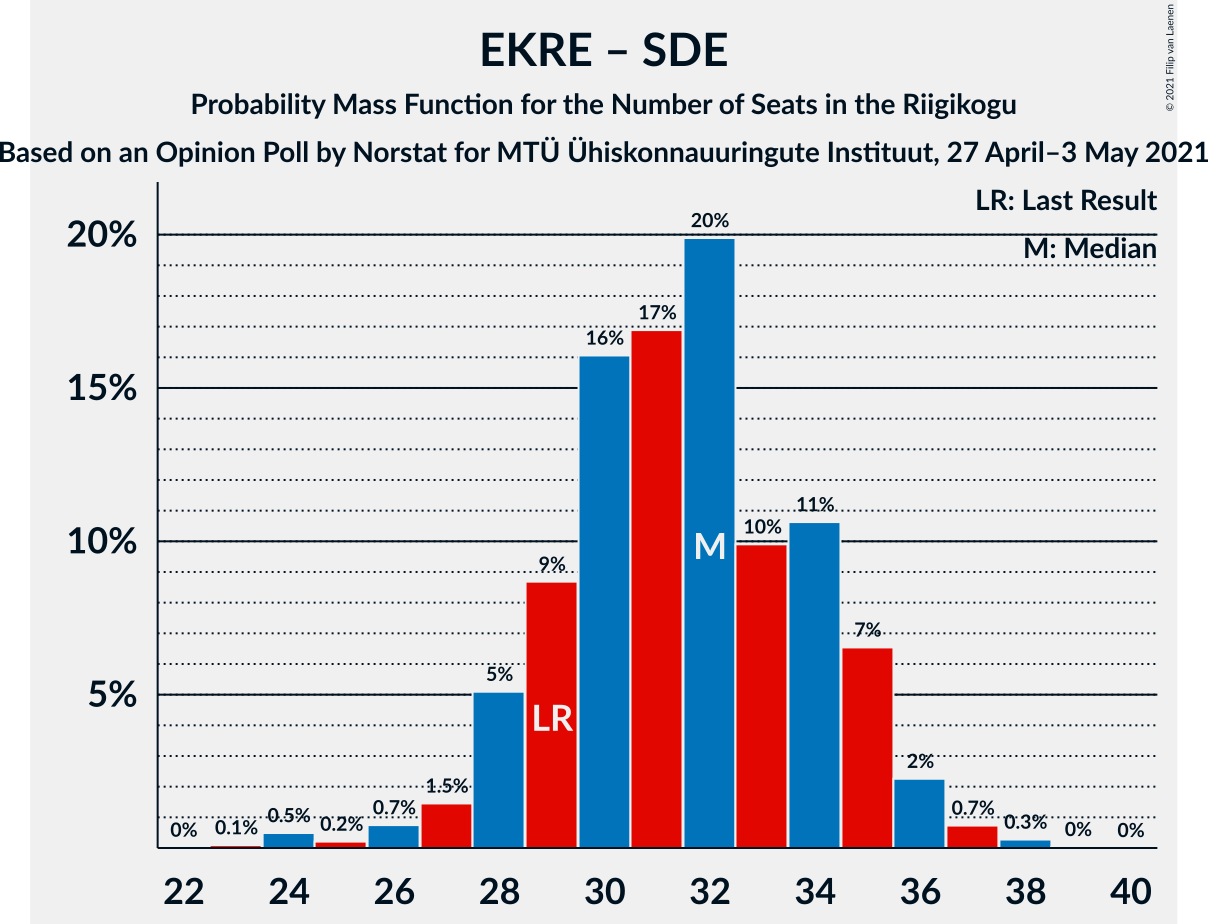 EKRE – SDE
Probability Mass Function for the Number of Seats in the Riigikogu
Based on an Opinion Poll by Norstat for MTÜ Ühiskonnauuringute Instituut, 27 April–3 May 2021
© 2021 Filip van Laenen
LR: Last Result
M: Median
20%
15%
10%
5%
0%
0.1%
0.5%
0.2%
0.7%
1.5%
5%
9%
16%
17%
20%
10%
11%
7%
2%
0.7%
0.3%
0%
0%
LR
M
22 24 26 28 30 32 34 36 38 40